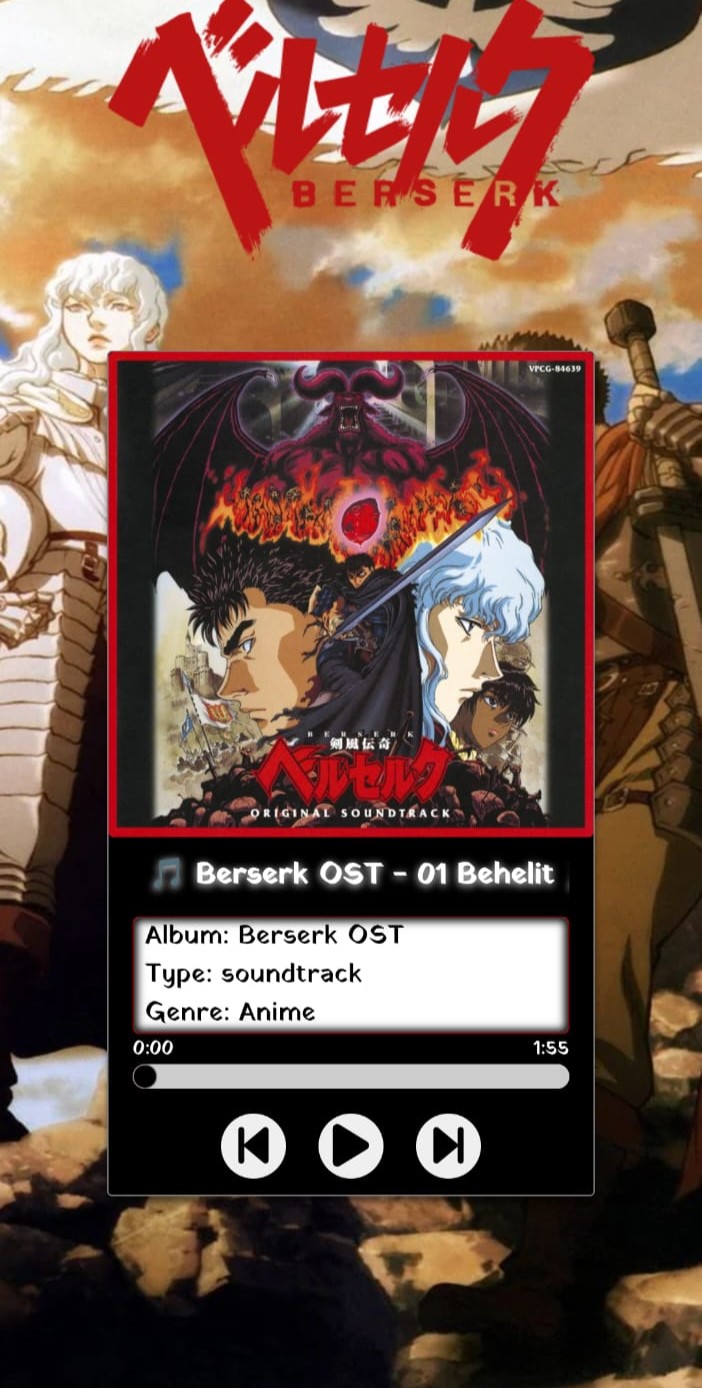 ベルセルク
BERSERK
VPCG-84639
BERSERK
剣風伝奇
ベルセルク
ORIGINAL SOUNDTRACK
🎵 Berserk OST - 01 Behelit
Album: Berserk OST
Type: soundtrack
Genre: Anime
0:00 1:55